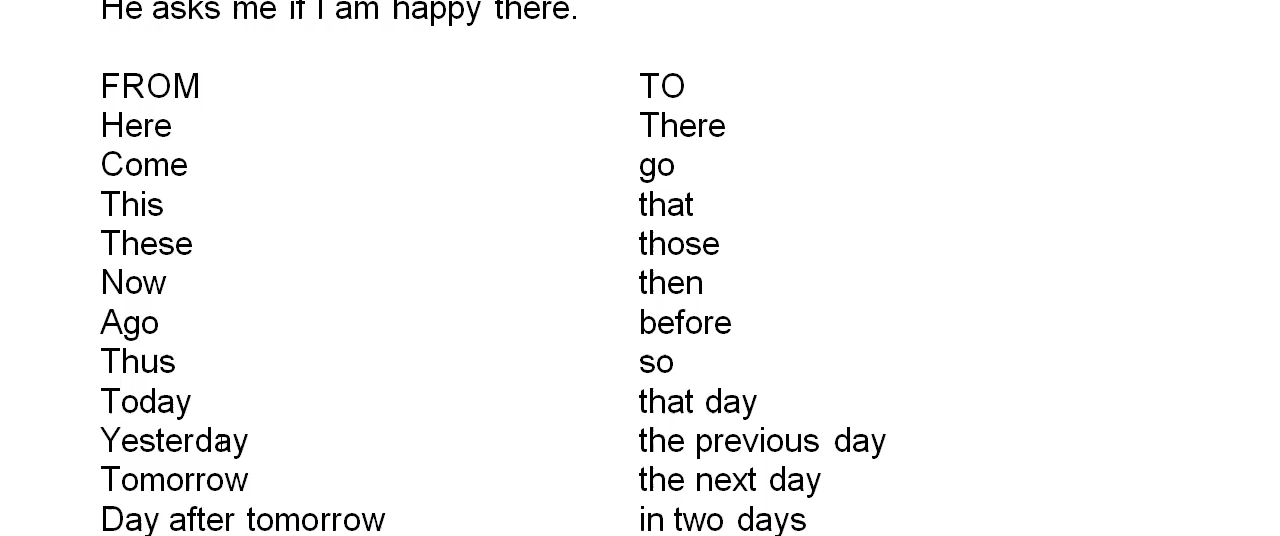 He asks me if I am happy there.
FROM TO
Here There
Come go
This that
These those
Now then
Ago before
Thus so
Today that day
Yesterday the previous day
Tomorrow the next day
Day after tomorrow in two days